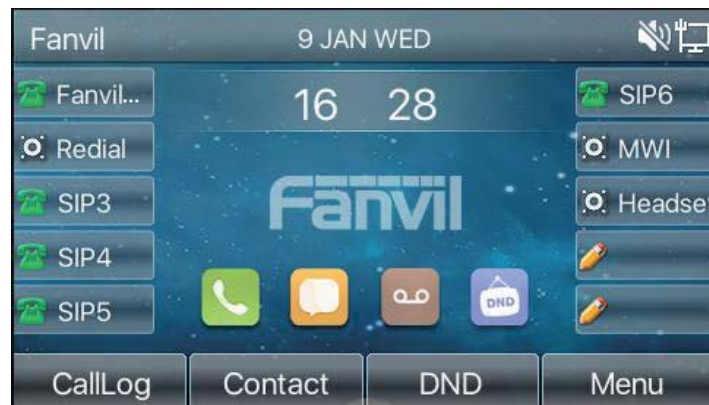 Fanvil 9 JAN WED
Fanvil... 16 28 SIP6
Redial MWI
SIP3 Fanvil Headse
SIP4
SIP5 DND
CallLog Contact DND Menu